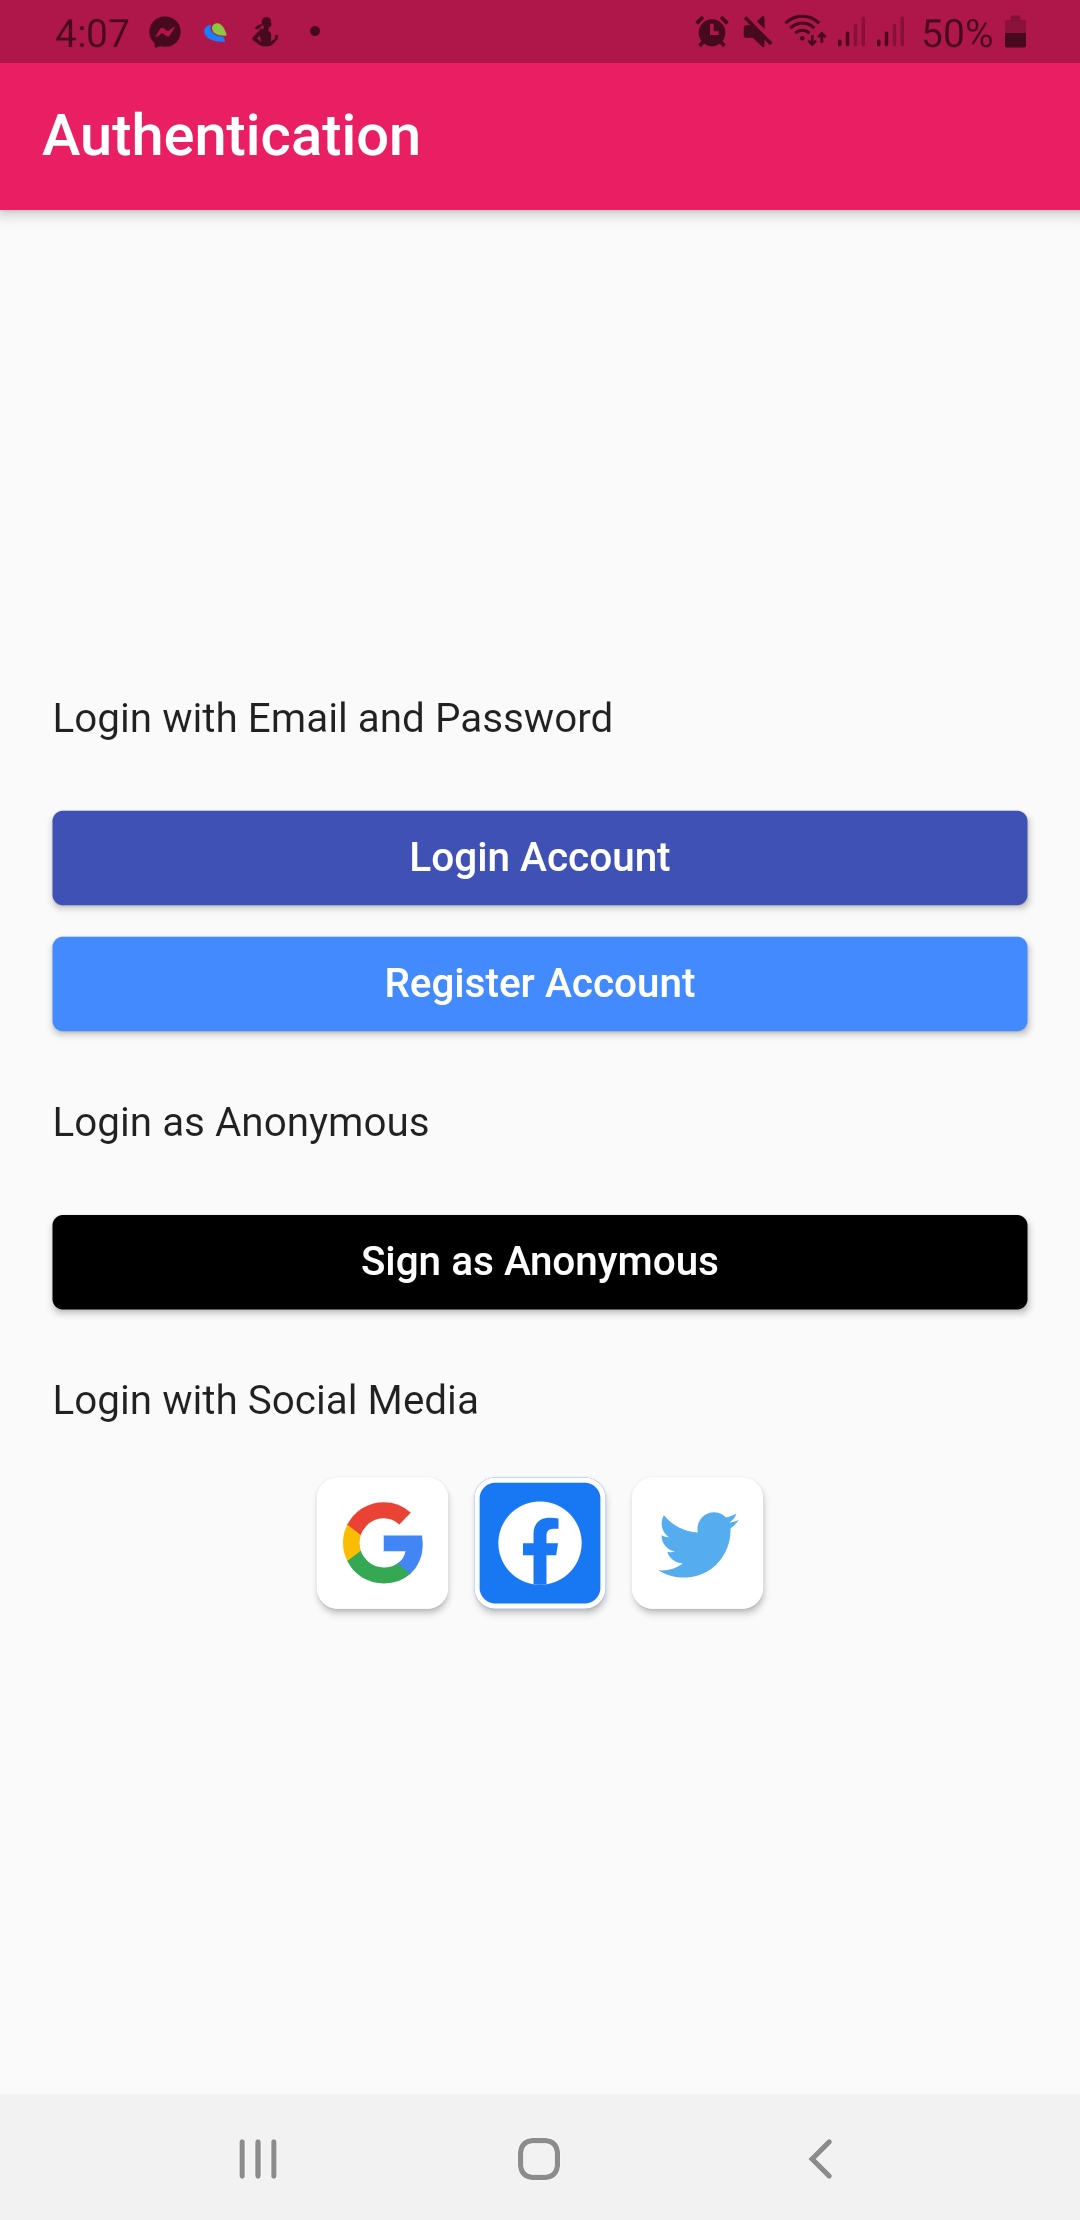 4:07 50%
Authentication
Login with Email and Password
Login Account
Register Account
Login as Anonymous
Sign as Anonymous
Login with Social Media